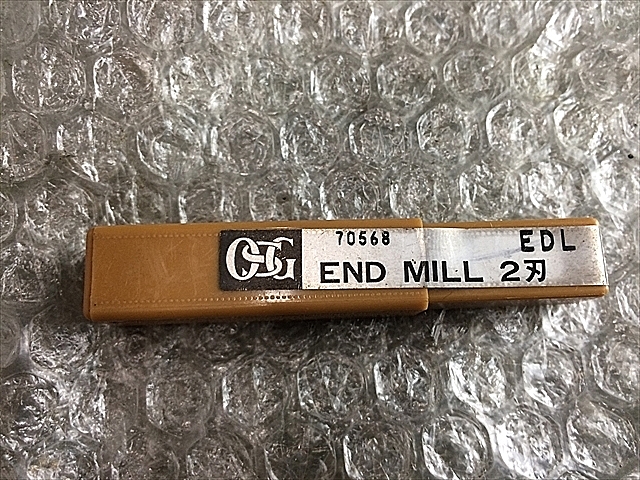 70568 EDL
OSG END MILL 2刃